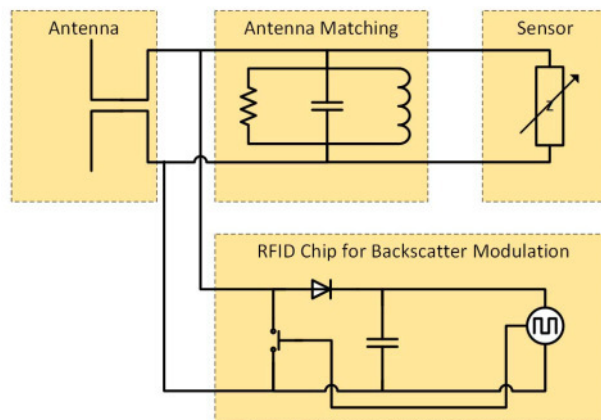 Antenna
Antenna Matching
Sensor
Z
RFID Chip for Backscatter Modulation